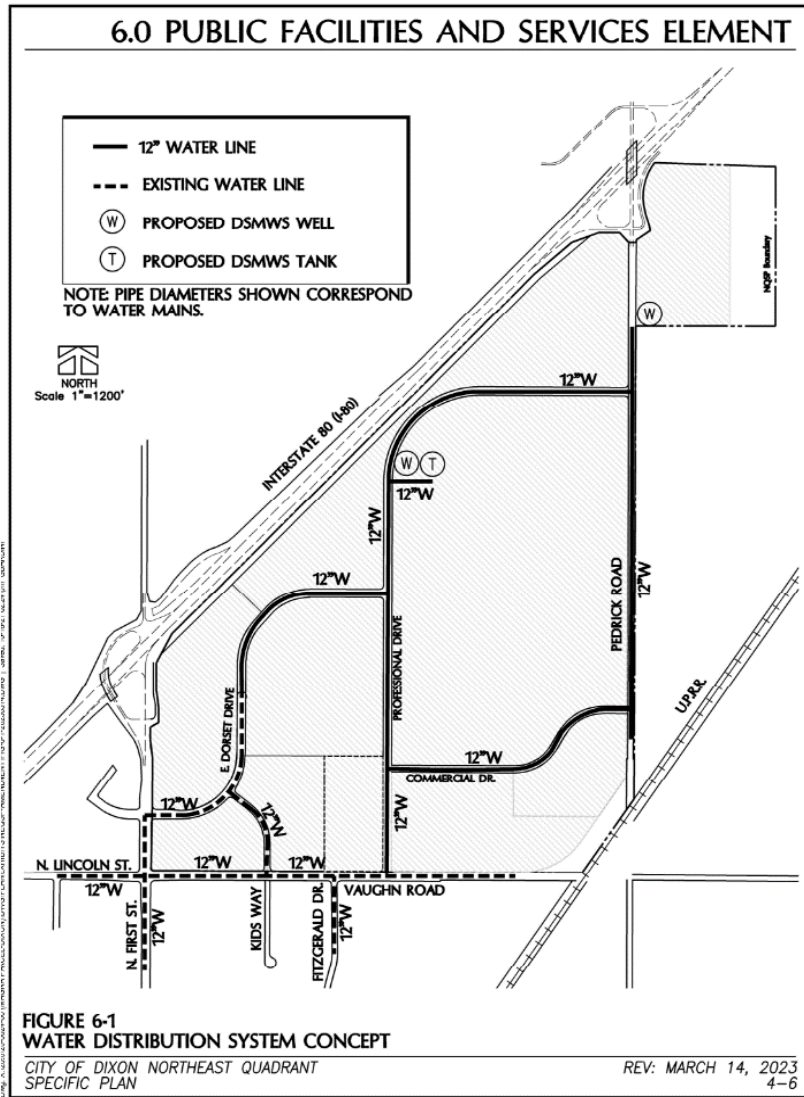 6.0 PUBLIC FACILITIES AND SERVICES ELEMENT
12" WATER LINE
EXISTING WATER LINE
W PROPOSED DSMWS WELL
T PROPOSED DSMWS TANK
NOTE: PIPE DIAMETERS SHOWN CORRESPOND
TO WATER MAINS.
NORTH
Scale 1"=1200'
INTERSTATE 80 (I-80)
NQSP Boundary
W
12"W
W T
12"W
12"W
12"W
PEDRICK ROAD
12"W
PROFESSIONAL DRIVE
U.P.R.R.
E. DORSET DRIVE
12"W
COMMERCIAL DR.
12"W
12"W
12"W
N. LINCOLN ST.
12"W
12"W
12"W
VAUGHN ROAD
N. FIRST ST.
12"W
KIDS WAY
FITZGERALD DR.
12"W
FIGURE 6-1
WATER DISTRIBUTION SYSTEM CONCEPT
CITY OF DIXON NORTHEAST QUADRANT
SPECIFIC PLAN
REV: MARCH 14, 2023
4-6